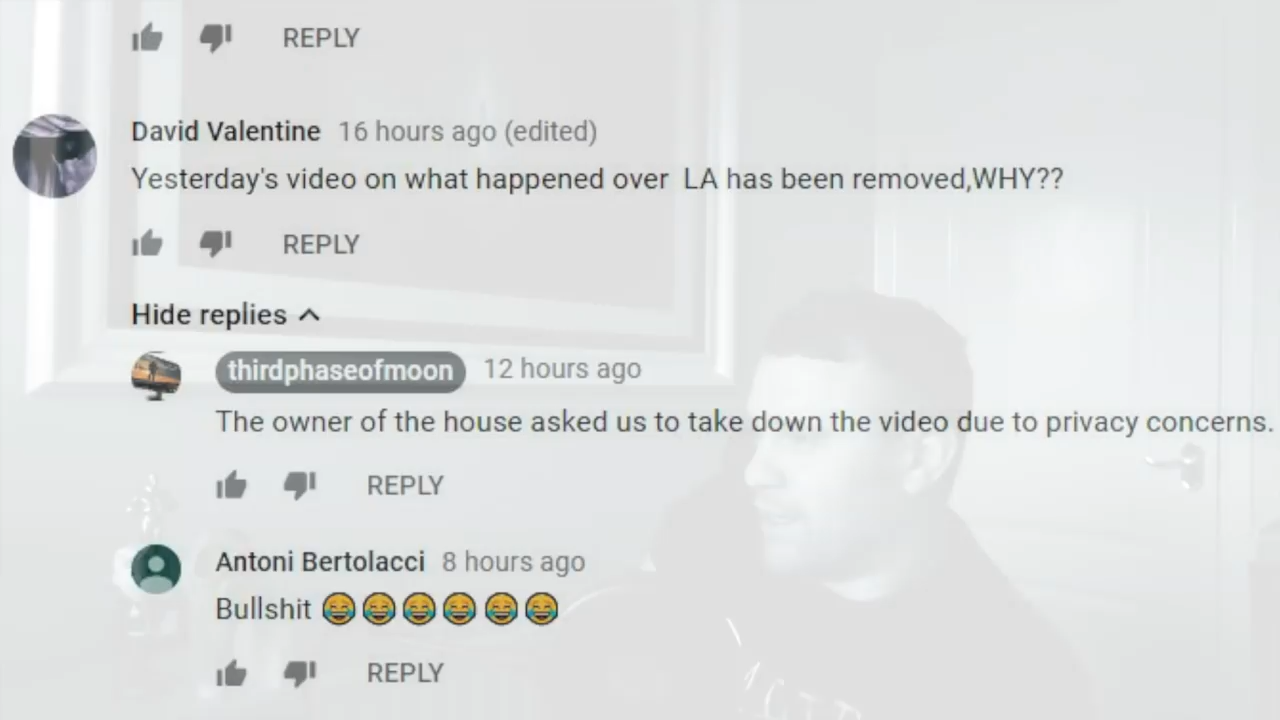 REPLY
David Valentine 16 hours ago (edited)
Yesterday's video on what happened over LA has been removed,WHY??
REPLY
Hide replies
thirdphaseofmoon 12 hours ago
The owner of the house asked us to take down the video due to privacy concerns.
REPLY
Antoni Bertolacci 8 hours ago
Bullshit 😂😂😂😂😂😂
REPLY